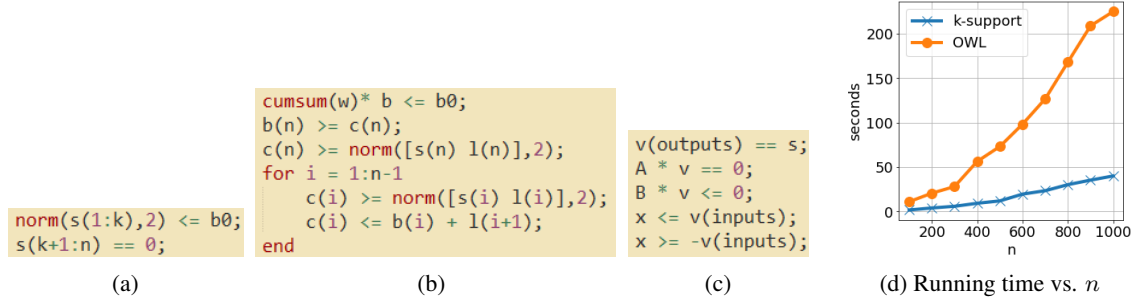 norm(s(1:k),2) <= b0;
s(k+1:n) == 0;
(a)
cumsum(w)* b <= b0;
b(n) >= c(n);
c(n) >= norm([s(n) l(n)],2);
for i = 1:n-1
    c(i) >= norm([s(i) l(i)],2);
    c(i) <= b(i) + l(i+1);
end
(b)
v(outputs) == s;
A * v == 0;
B * v <= 0;
x <= v(inputs);
x >= -v(inputs);
(c)
k-support
OWL
seconds
200
150
100
50
0
200 400 600 800 1000
n
(d) Running time vs. n